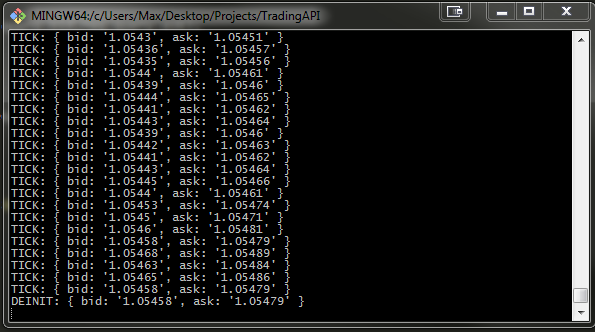 MINGW64:/c/Users/Max/Desktop/Projects/TradingAPI
TICK: { bid: '1.0543', ask: '1.05451' }
TICK: { bid: '1.05436', ask: '1.05457' }
TICK: { bid: '1.05435', ask: '1.05456' }
TICK: { bid: '1.0544', ask: '1.05461' }
TICK: { bid: '1.05439', ask: '1.0546' }
TICK: { bid: '1.05444', ask: '1.05465' }
TICK: { bid: '1.05441', ask: '1.05462' }
TICK: { bid: '1.05443', ask: '1.05464' }
TICK: { bid: '1.05439', ask: '1.0546' }
TICK: { bid: '1.05442', ask: '1.05463' }
TICK: { bid: '1.05441', ask: '1.05462' }
TICK: { bid: '1.05443', ask: '1.05464' }
TICK: { bid: '1.05445', ask: '1.05466' }
TICK: { bid: '1.0544', ask: '1.05461' }
TICK: { bid: '1.05453', ask: '1.05474' }
TICK: { bid: '1.0545', ask: '1.05471' }
TICK: { bid: '1.0546', ask: '1.05481' }
TICK: { bid: '1.05458', ask: '1.05479' }
TICK: { bid: '1.05468', ask: '1.05489' }
TICK: { bid: '1.05463', ask: '1.05484' }
TICK: { bid: '1.05465', ask: '1.05486' }
TICK: { bid: '1.05458', ask: '1.05479' }
DEINIT: { bid: '1.05458', ask: '1.05479' }